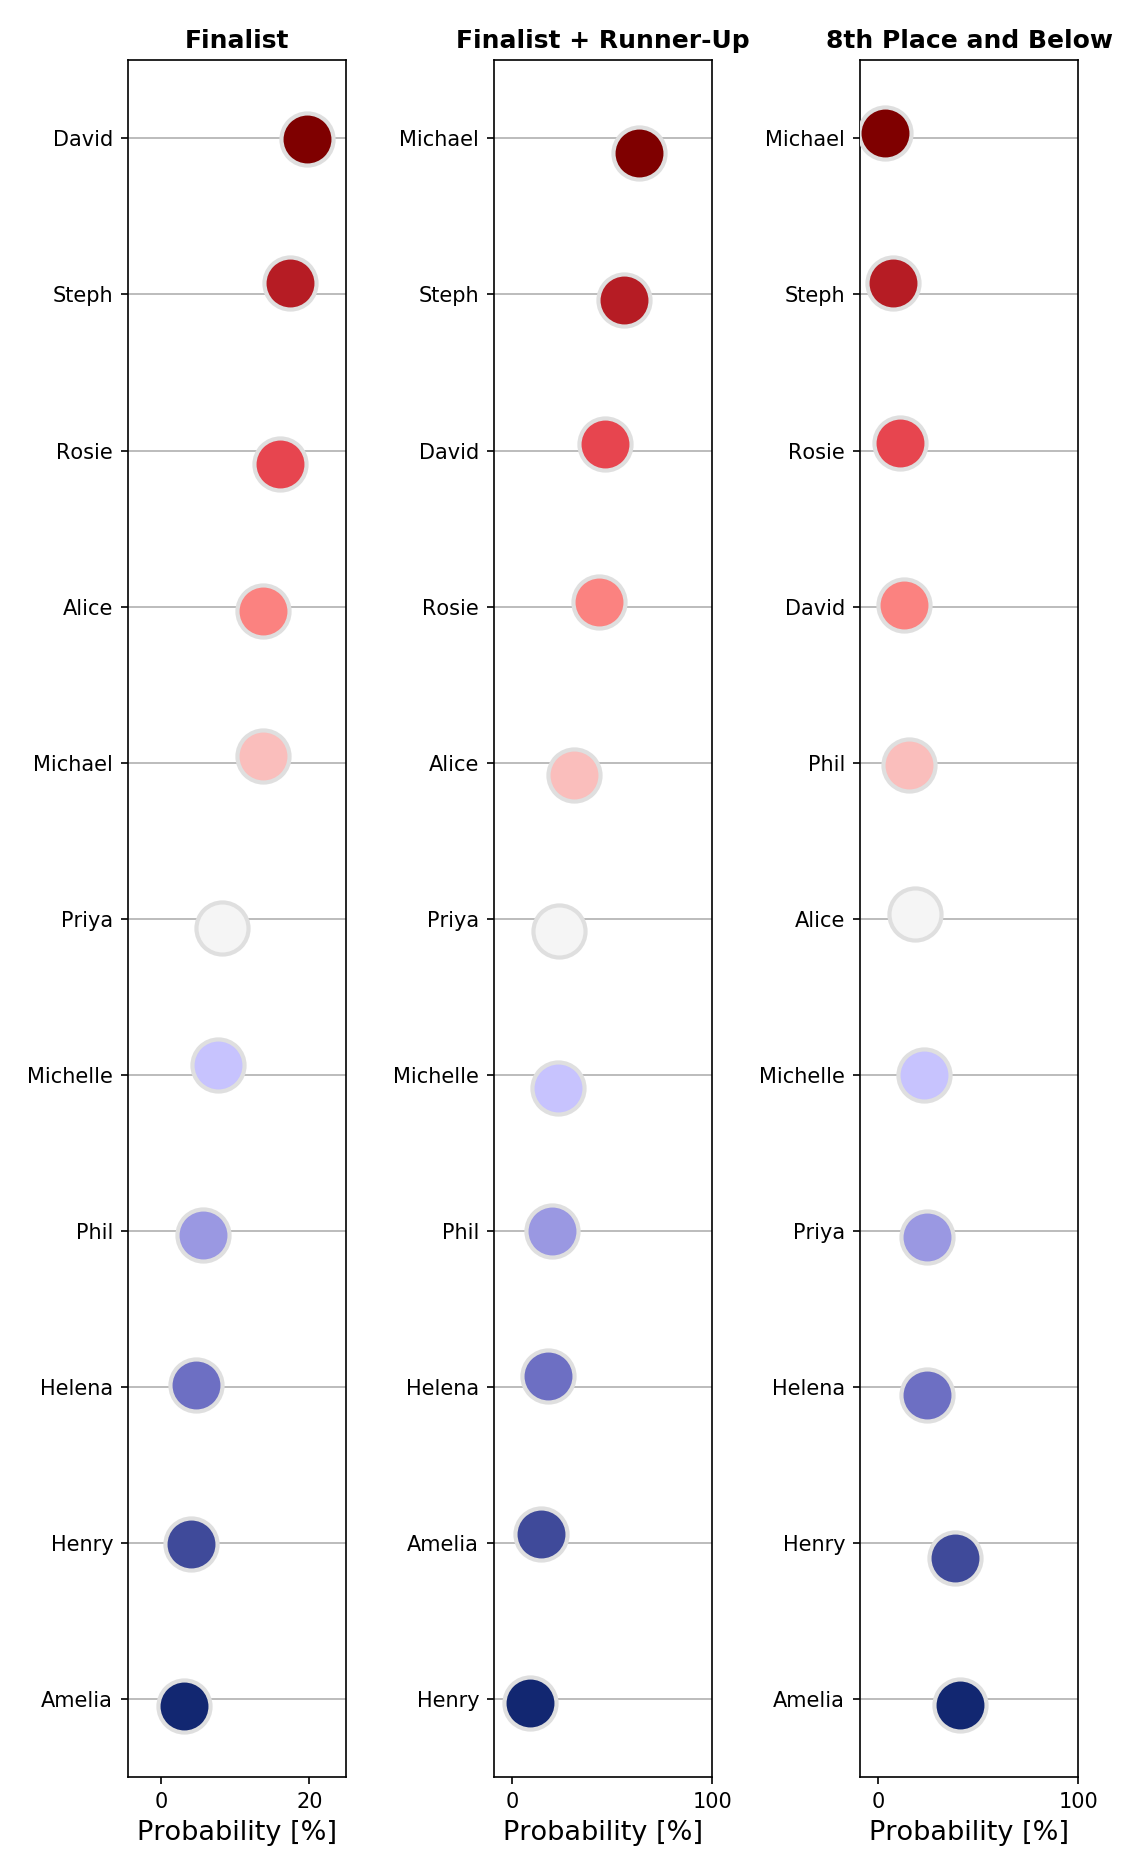 Finalist
David
Steph
Rosie
Alice
Michael
Priya
Michelle
Phil
Helena
Henry
Amelia
0 20
Probability [%]
Finalist + Runner-Up
Michael
Steph
David
Rosie
Alice
Priya
Michelle
Phil
Helena
Amelia
Henry
0 100
Probability [%]
8th Place and Below
Michael
Steph
Rosie
David
Phil
Alice
Michelle
Priya
Helena
Henry
Amelia
0 100
Probability [%]